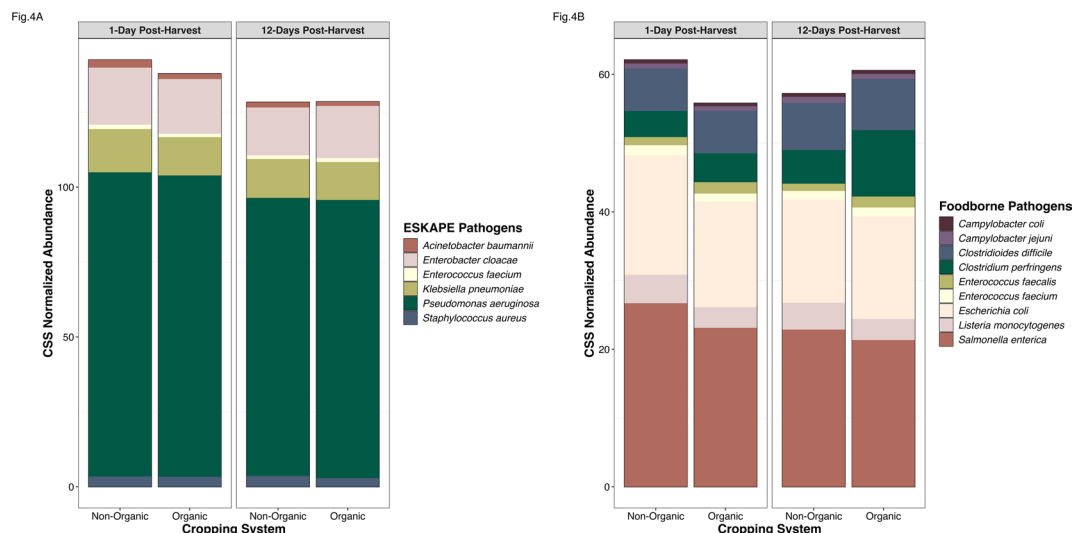 Fig.4A
1-Day Post-Harvest
12-Days Post-Harvest
CSS Normalized Abundance
100
50
0
Non-Organic
Organic
Non-Organic
Organic
Cropping System
ESKAPE Pathogens
Acinetobacter baumannii
Enterobacter cloacae
Enterococcus faecium
Klebsiella pneumoniae
Pseudomonas aeruginosa
Staphylococcus aureus
Fig.4B
1-Day Post-Harvest
12-Days Post-Harvest
CSS Normalized Abundance
60
40
20
0
Non-Organic
Organic
Non-Organic
Organic
Cropping System
Foodborne Pathogens
Campylobacter coli
Campylobacter jejuni
Clostridioides difficile
Clostridium perfringens
Enterococcus faecalis
Enterococcus faecium
Escherichia coli
Listeria monocytogenes
Salmonella enterica